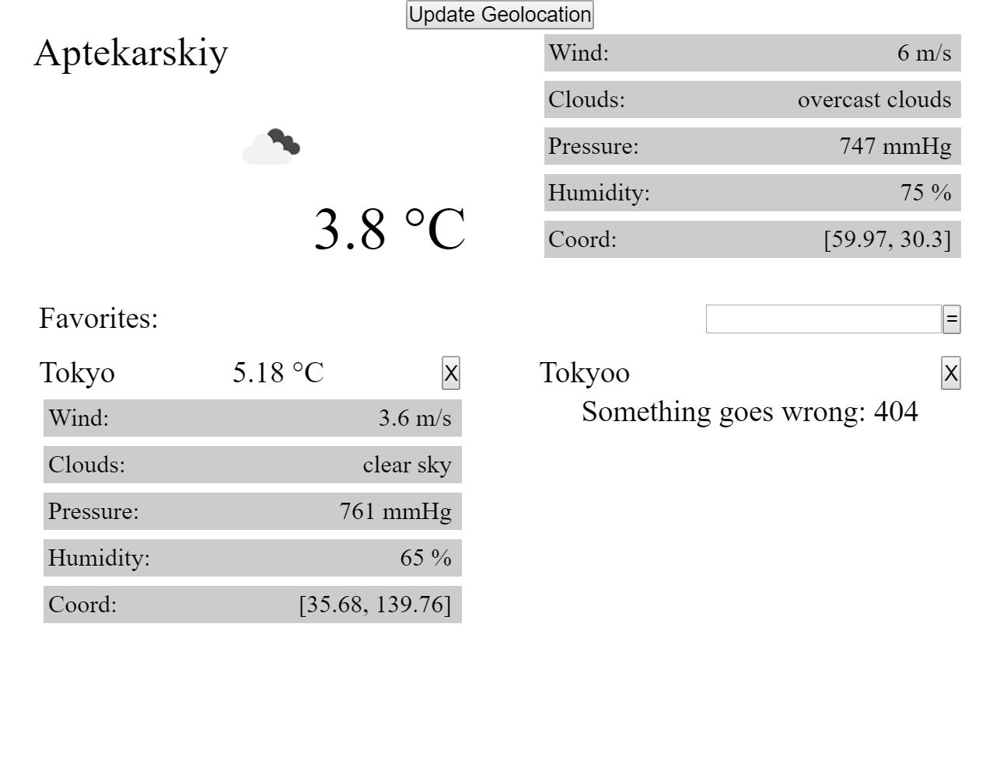 Update Geolocation
Aptekarskiy
3.8 °C
Wind: 6 m/s
Clouds: overcast clouds
Pressure: 747 mmHg
Humidity: 75 %
Coord: [59.97, 30.3]
Favorites: =
Tokyo 5.18 °C X
Wind: 3.6 m/s
Clouds: clear sky
Pressure: 761 mmHg
Humidity: 65 %
Coord: [35.68, 139.76]
Tokyoo X
Something goes wrong: 404